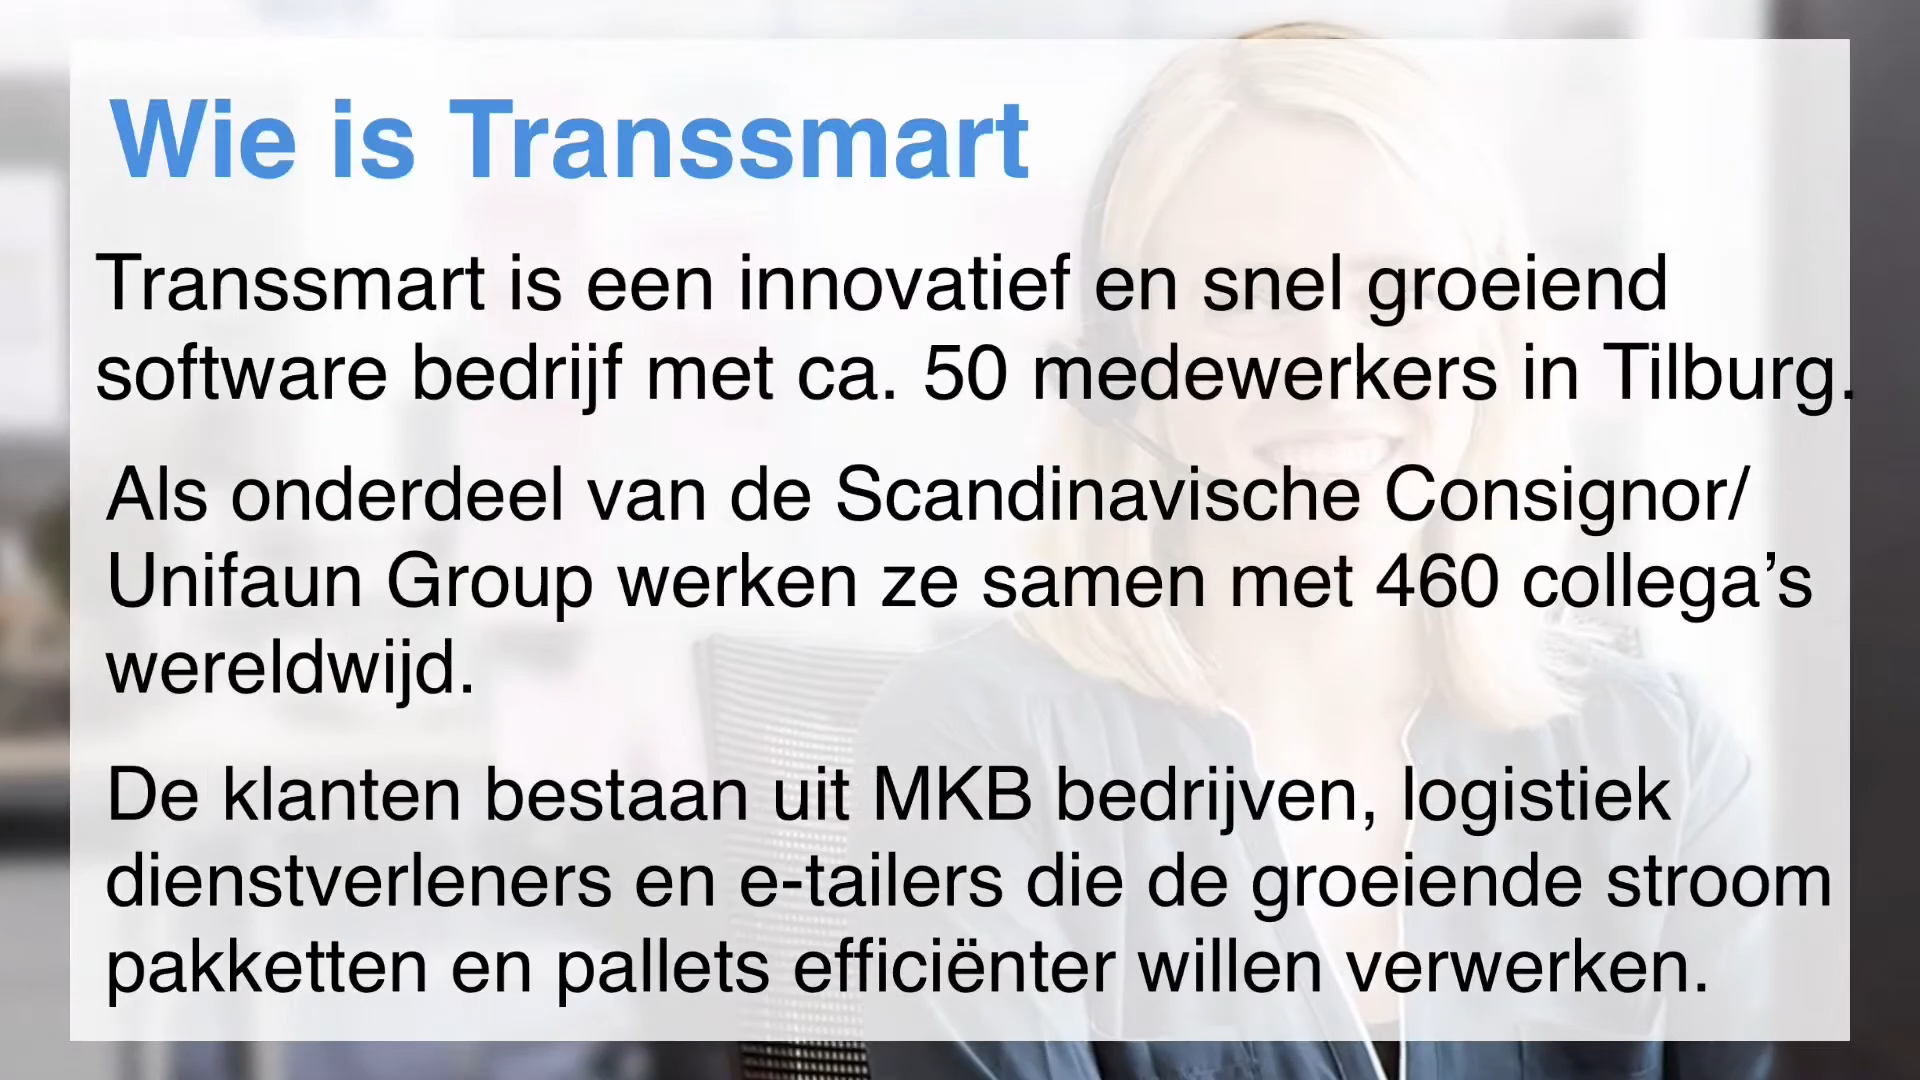 Wie is Transsmart
Transsmart is een innovatief en snel groeiend
software bedrijf met ca. 50 medewerkers in Tilburg.
Als onderdeel van de Scandinavische Consignor/
Unifaun Group werken ze samen met 460 collega’s
wereldwijd.
De klanten bestaan uit MKB bedrijven, logistiek
dienstverleners en e-tailers die de groeiende stroom
pakketten en pallets efficiënter willen verwerken.